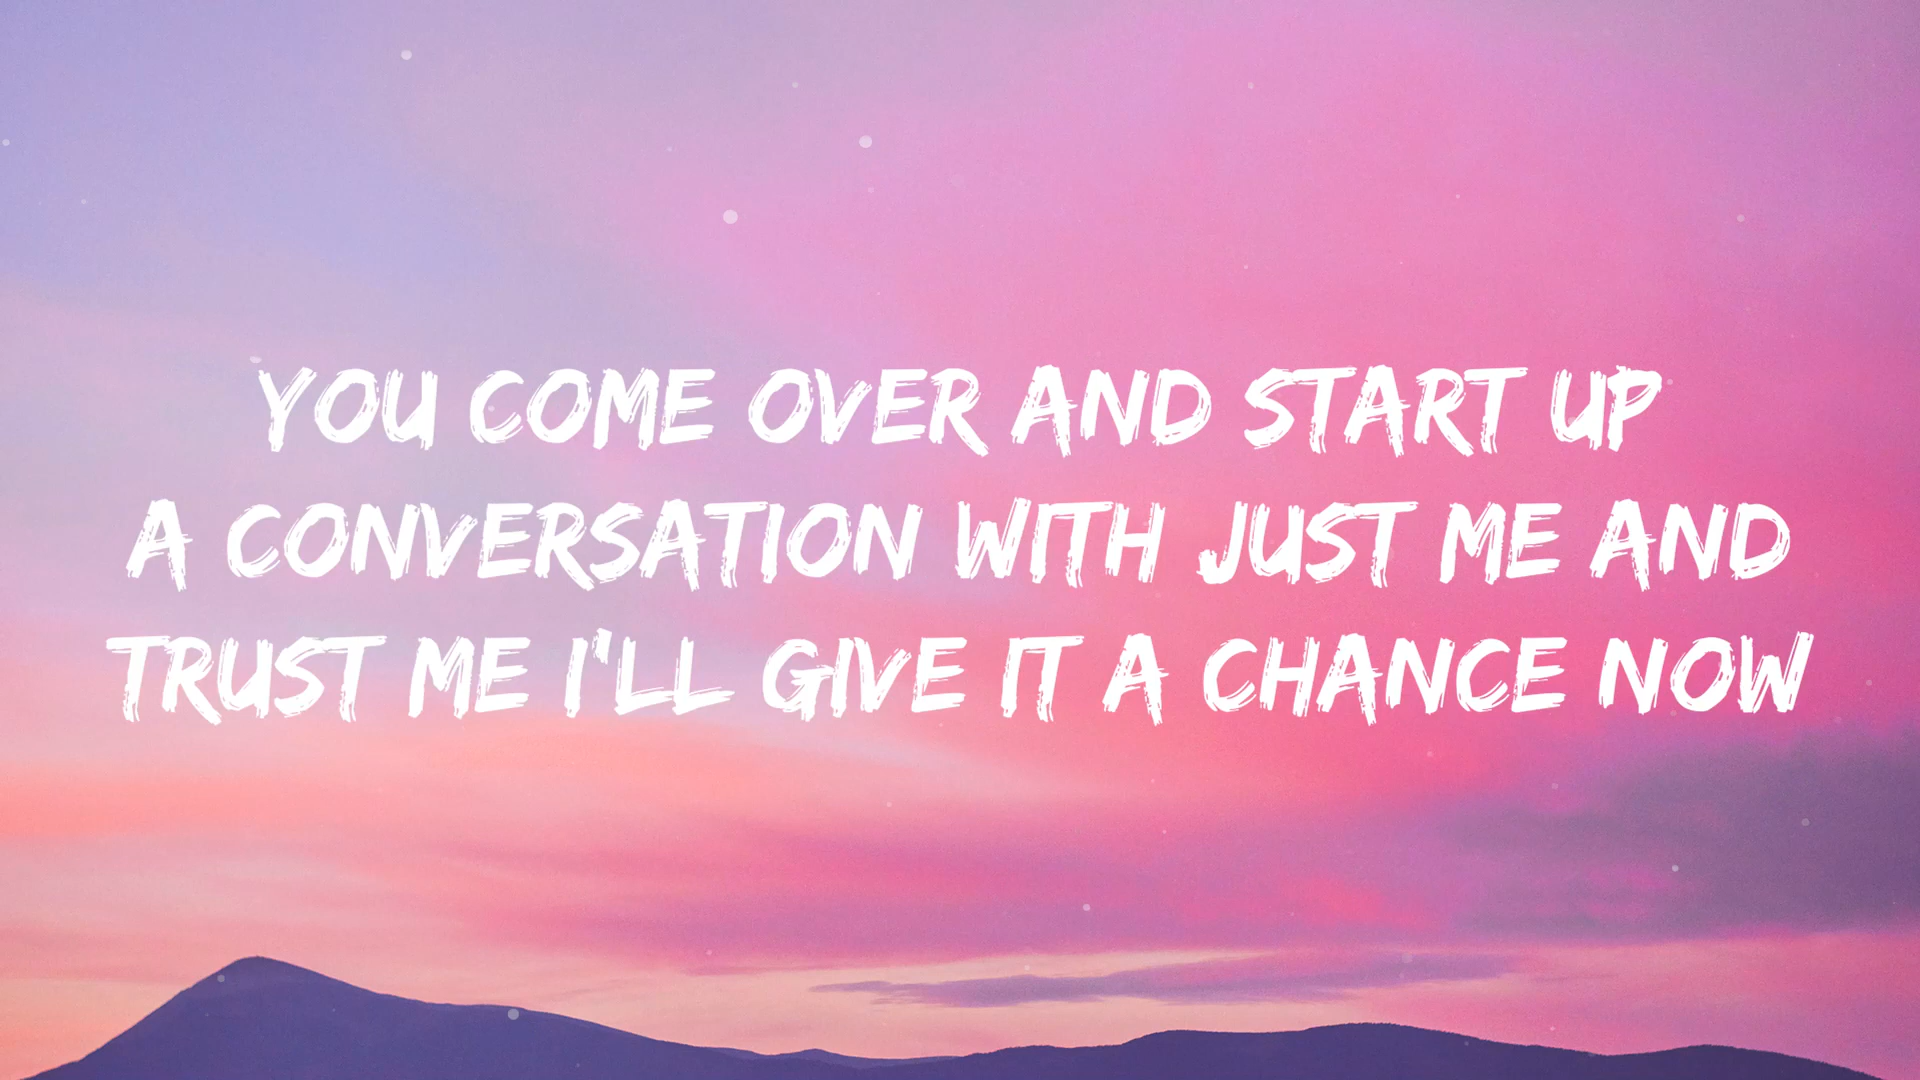 YOU COME OVER AND START UP
A CONVERSATION WITH JUST ME AND
TRUST ME I'LL GIVE IT A CHANCE NOW